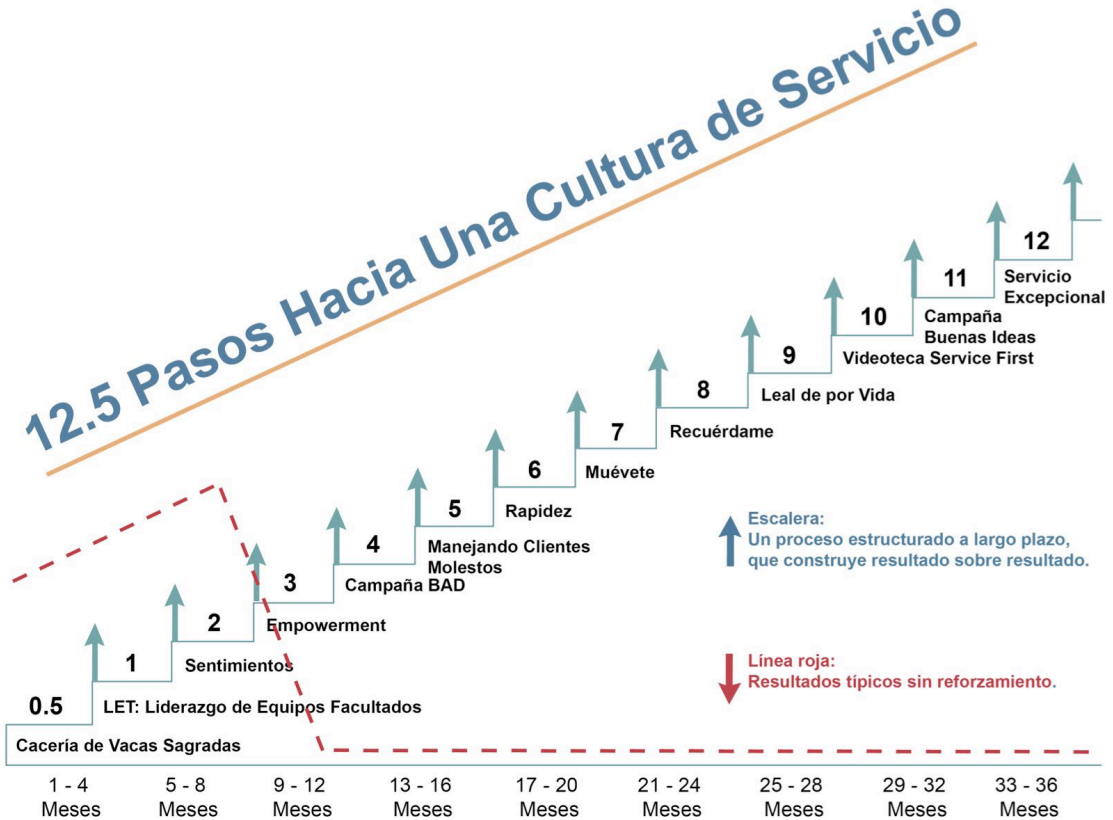 12.5 Pasos Hacia Una Cultura de Servicio
12
Servicio
Excepcional
11
Campaña
Buenas Ideas
10
Videoteca Service First
9
Leal de por Vida
8
Recuérdame
7
Muévete
6
Rapidez
5
Manejando Clientes
Molestos
4
Campaña BAD
3
Empowerment
2
Sentimientos
1
LET: Liderazgo de Equipos Facultados
0.5
Cacería de Vacas Sagradas
Escalera:
Un proceso estructurado a largo plazo,
que construye resultado sobre resultado.
Línea roja:
Resultados típicos sin reforzamiento.
1 - 4 5 - 8 9 - 12 13 - 16 17 - 20 21 - 24 25 - 28 29 - 32 33 - 36
Meses Meses Meses Meses Meses Meses Meses Meses Meses